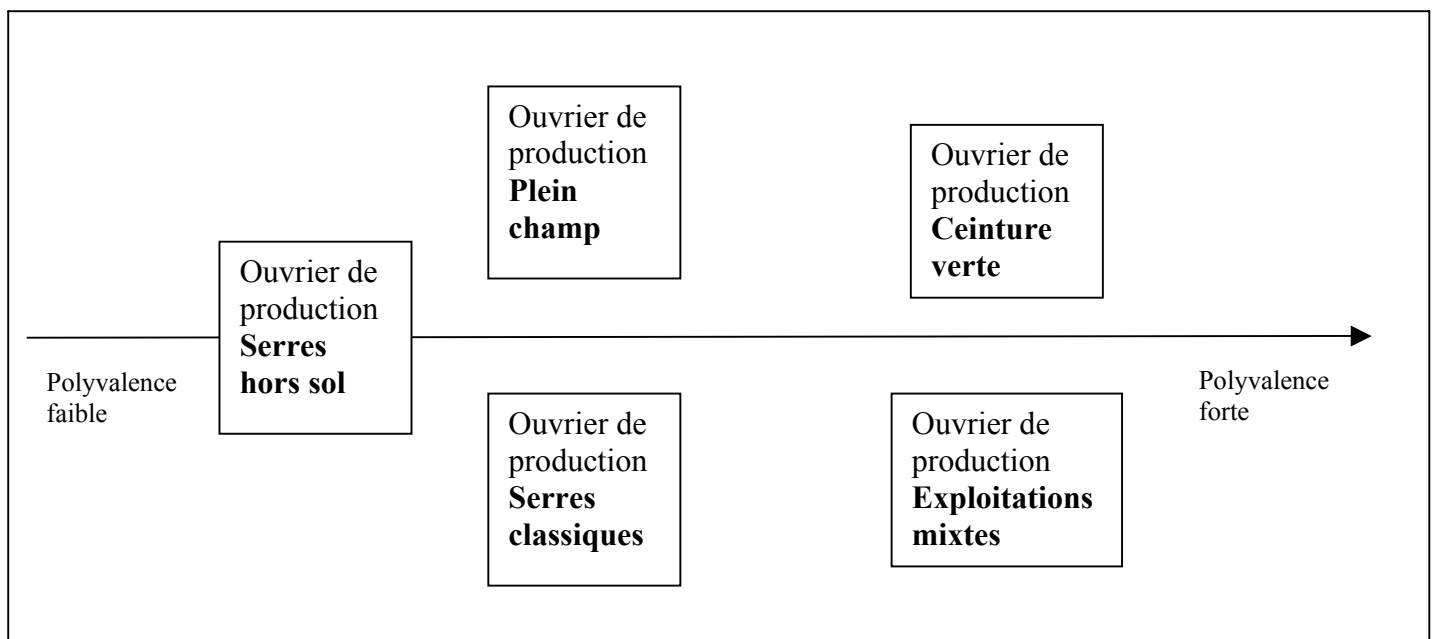 Ouvrier de
production
Plein
champ
Ouvrier de
production
Ceinture
verte
Ouvrier de
production
Serres
hors sol
Polyvalence
faible
Polyvalence
forte
Ouvrier de
production
Serres
classiques
Ouvrier de
production
Exploitations
mixtes